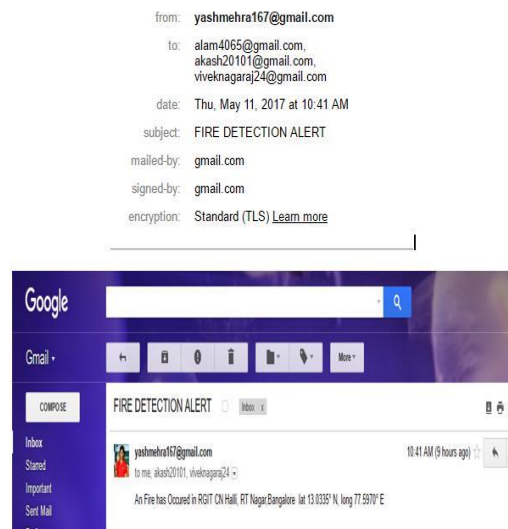 from: yashmehra167@gmail.com
to: alam4065@gmail.com,
akash20101@gmail.com,
viveknagaraj24@gmail.com
date: Thu, May 11, 2017 at 10:41 AM
subject: FIRE DETECTION ALERT
mailed-by: gmail.com
signed-by: gmail.com
encryption: Standard (TLS) Learn more
Google
Gmail
More
COMPOSE
FIRE DETECTION ALERT Inbox x
Inbox
Starred
Important
Sent Mail
yashmehra167@gmail.com 10:41 AM (9 hours ago)
to me, akash20101, viveknagaraj24
An Fire has Occured in RGIT CN Halli, RT Nagar,Bangalore lat 13.0335° N, long 77.5970° E